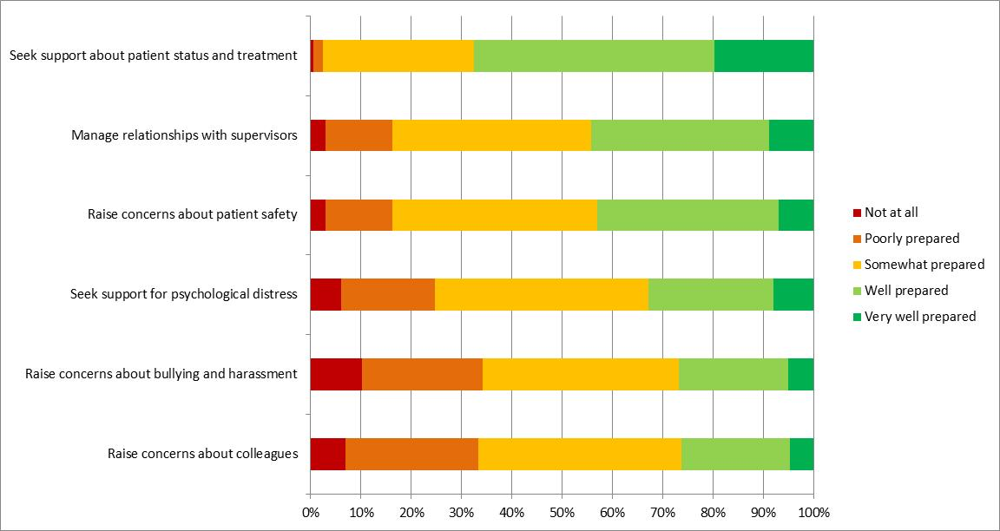 Seek support about patient status and treatment
Manage relationships with supervisors
Raise concerns about patient safety
Seek support for psychological distress
Raise concerns about bullying and harassment
Raise concerns about colleagues
0% 10% 20% 30% 40% 50% 60% 70% 80% 90% 100%
Not at all
Poorly prepared
Somewhat prepared
Well prepared
Very well prepared